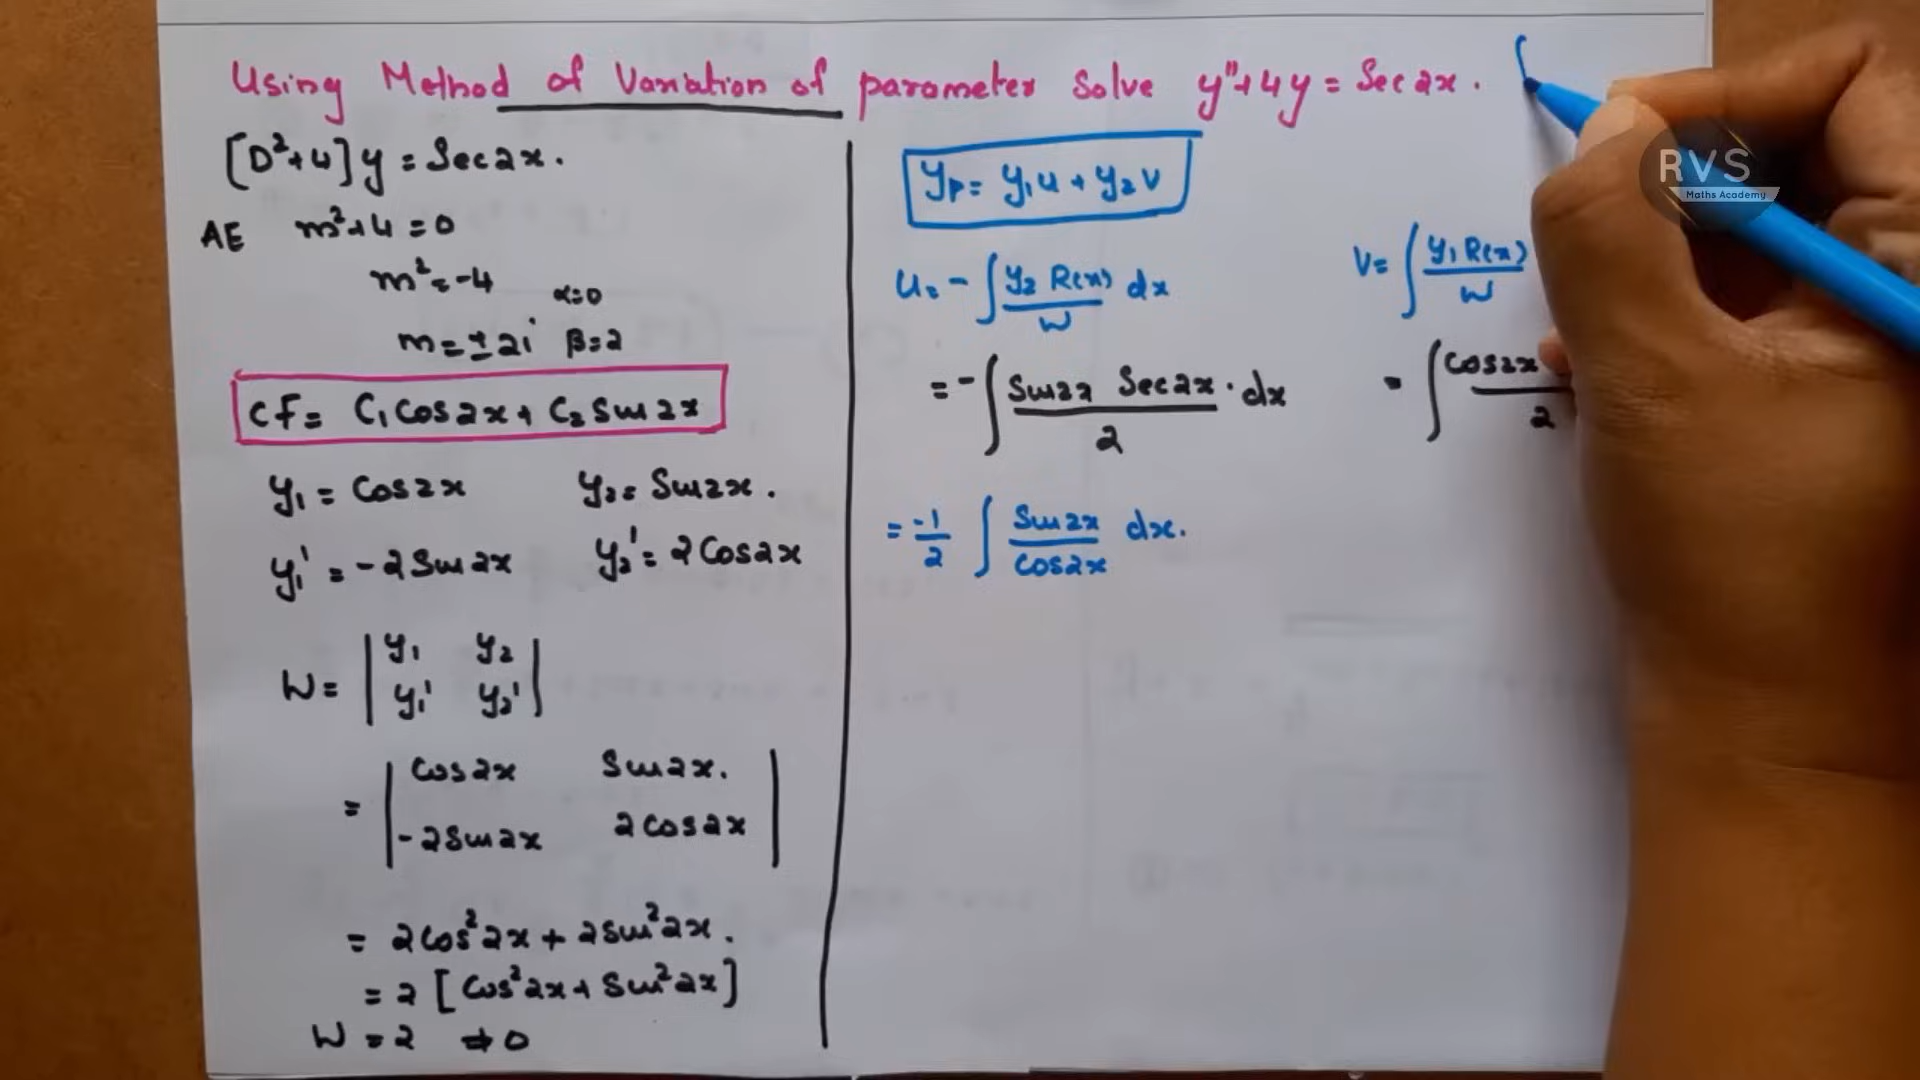 Using Method of Variation of parameter Solve y''+4y = Sec2x.
[D²+4]y = Sec2x.
AE m²+4=0
m²=-4 α=0
m=±2i β=2
CF= C₁Cos2x+C₂Sin2x
y₁=Cos2x y₂=Sin2x.
y₁'=-2Sin2x y₂'=2Cos2x
W= | y₁ y₂ |
| y₁' y₂' |
= | Cos2x Sin2x. |
| -2Sin2x 2Cos2x |
= 2Cos²2x+2Sin²2x.
= 2[Cos²2x+Sin²2x]
W=2 ≠0
yp= y₁u+y₂v
u= -∫ y₂ R(x)/W dx
= -∫ Sin2x Sec2x/2 . dx
= -1/2 ∫ Sin2x/Cos2x dx.
V= ∫ y₁ R(x)/W
= ∫ Cos2x/2
∫
RVS
Maths Academy